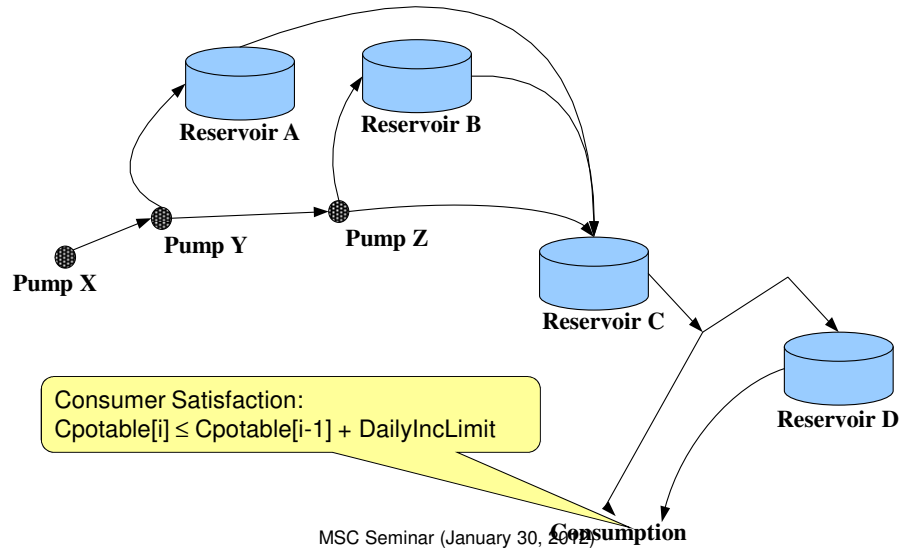 Reservoir A
Reservoir B
Pump Y
Pump Z
Pump X
Reservoir C
Reservoir D
Consumer Satisfaction:
Cpotable[i] ≤ Cpotable[i-1] + DailyIncLimit
Consumption
MSC Seminar (January 30, 2012)